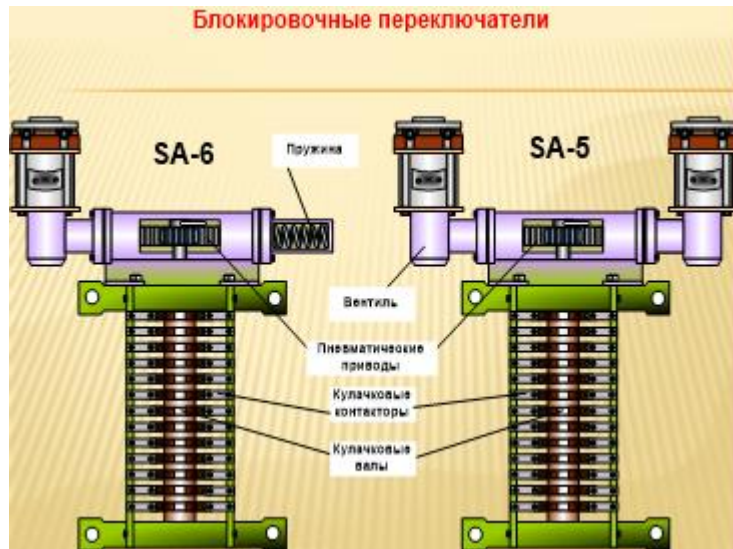 Блокировочные переключатели
SA-6
Пружина
SA-5
Вентиль
Пневматические
приводы
Кулачковые
контакторы
Кулачковые
валы